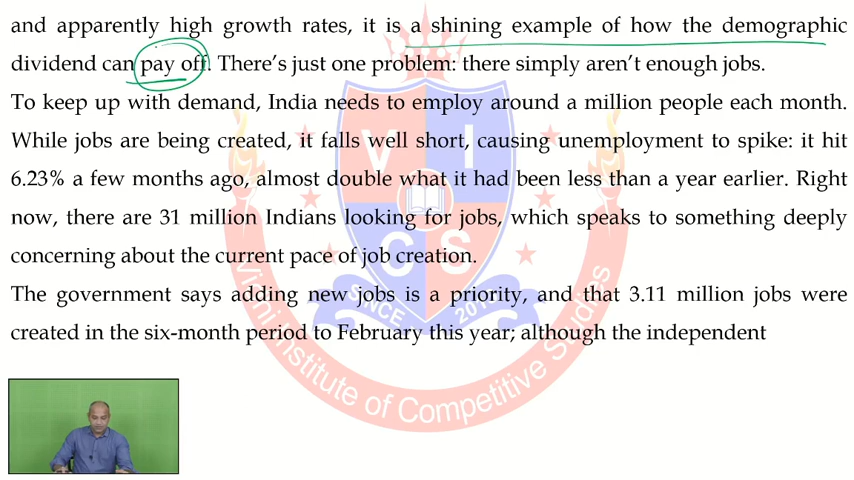 and apparently high growth rates, it is a shining example of how the demographic
dividend can pay off. There's just one problem: there simply aren't enough jobs.
To keep up with demand, India needs to employ around a million people each month.
While jobs are being created, it falls well short, causing unemployment to spike: it hit
6.23% a few months ago, almost double what it had been less than a year earlier. Right
now, there are 31 million Indians looking for jobs, which speaks to something deeply
concerning about the current pace of job creation.
The government says adding new jobs is a priority, and that 3.11 million jobs were
created in the six-month period to February this year; although the independent
V I
C S
SINCE
Institute of Competitive Studies